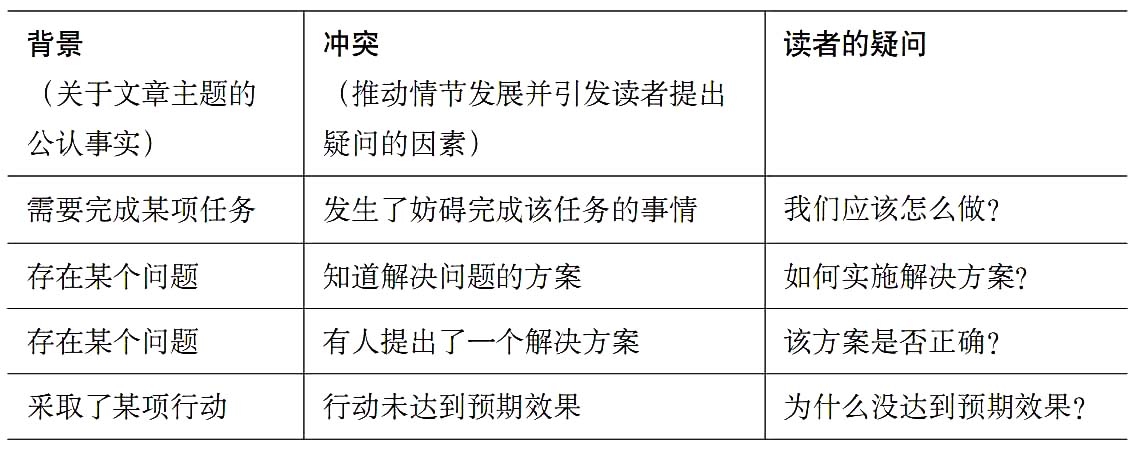 背景 冲突 读者的疑问
（关于文章主题的 （推动情节发展并引发读者提出
公认事实） 疑问的因素）
需要完成某项任务 发生了妨碍完成该任务的事情 我们应该怎么做？
存在某个问题 知道解决问题的方案 如何实施解决方案？
存在某个问题 有人提出了一个解决方案 该方案是否正确？
采取了某项行动 行动未达到预期效果 为什么没达到预期效果？